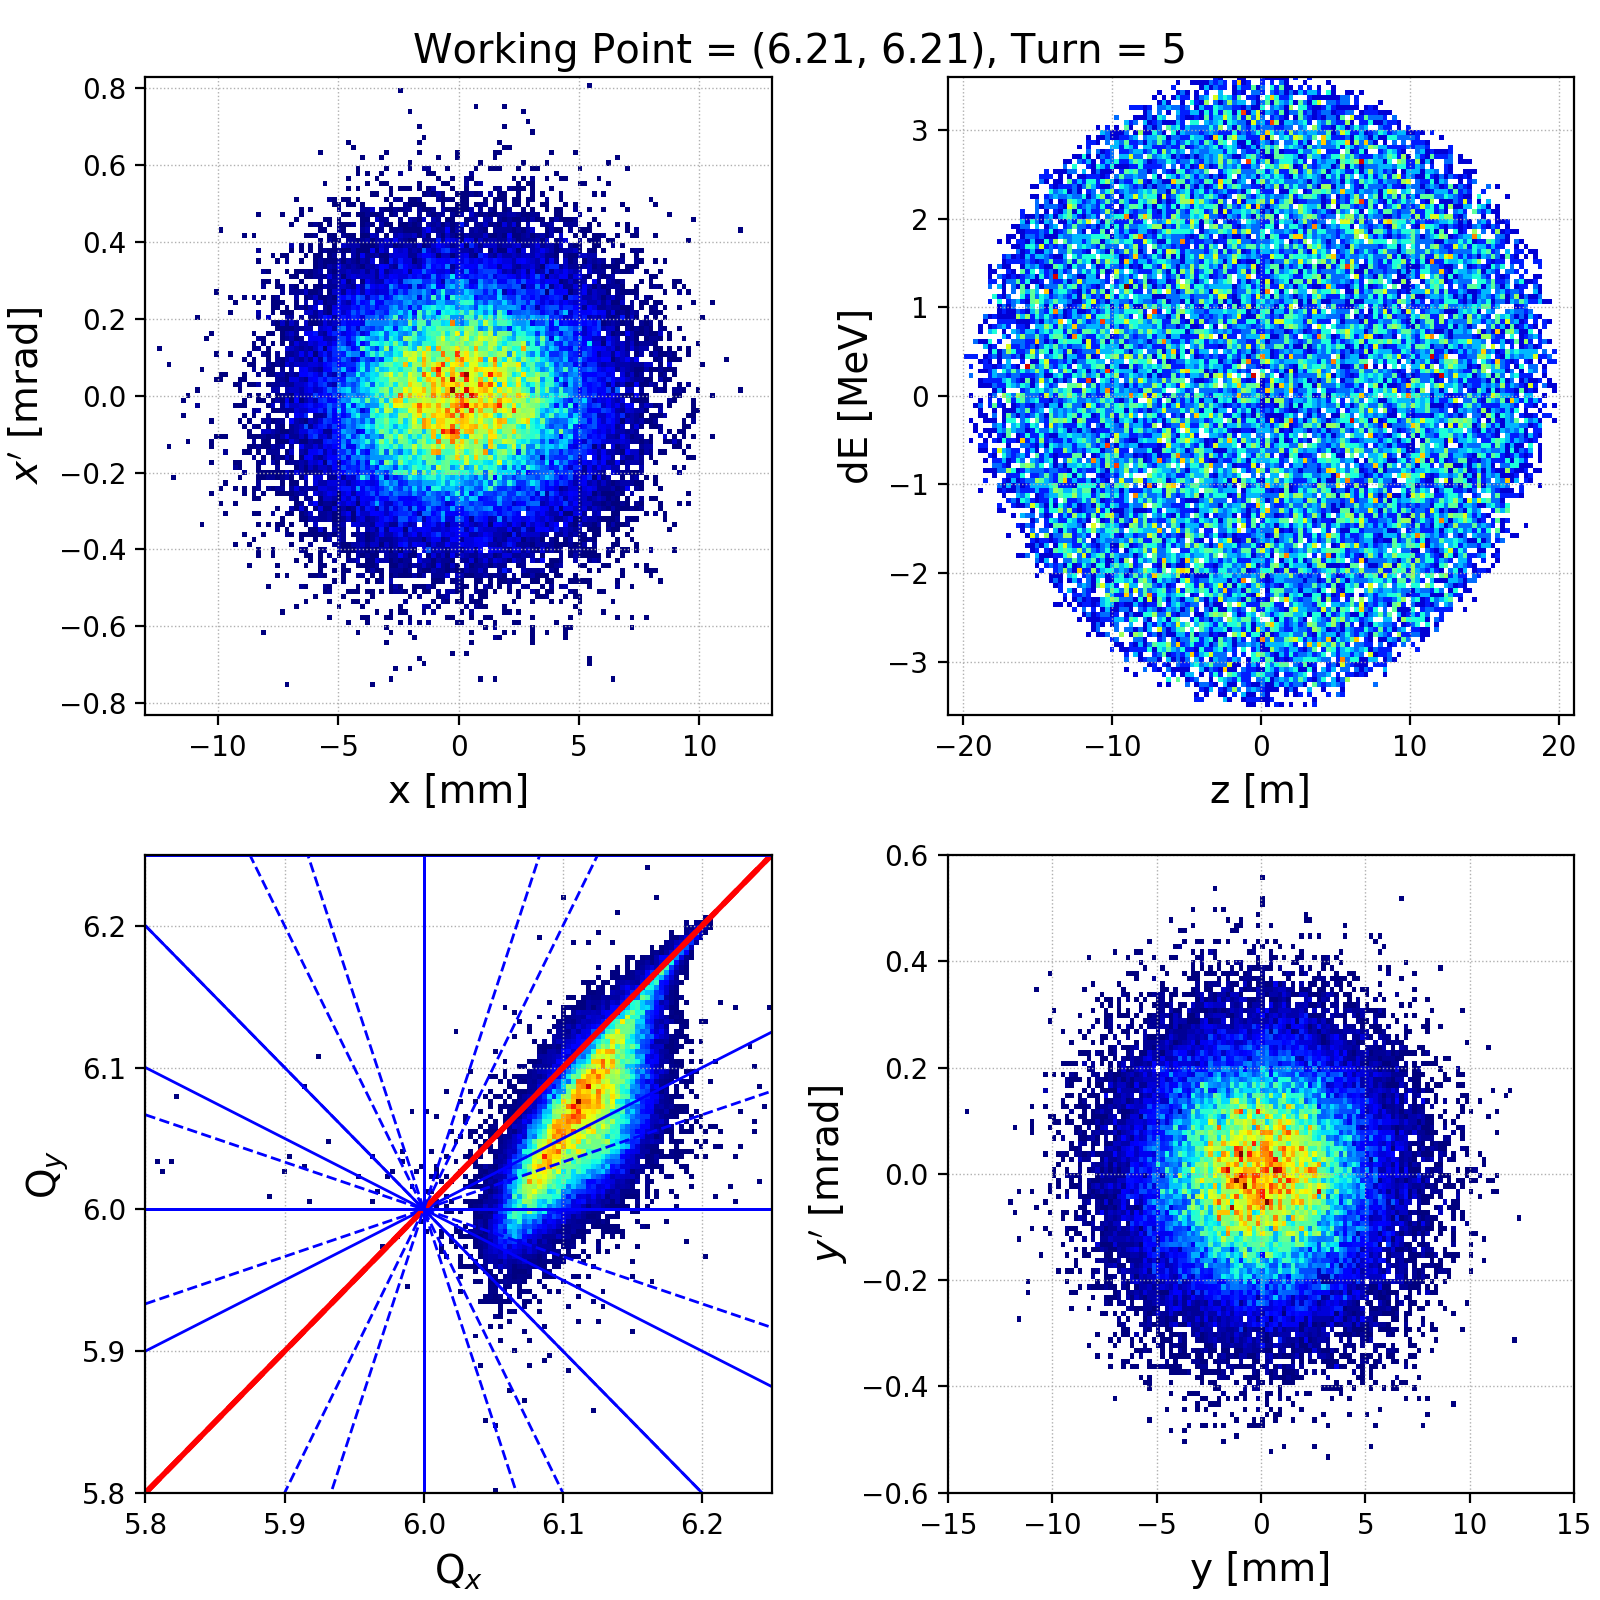 Working Point = (6.21, 6.21), Turn = 5
0.8
0.6
0.4
0.2
0.0
−0.2
−0.4
−0.6
−0.8
x′ [mrad]
−10 −5 0 5 10
x [mm]
3
2
1
0
−1
−2
−3
dE [MeV]
−20 −10 0 10 20
z [m]
6.2
6.1
6.0
5.9
5.8
Qy
5.8 5.9 6.0 6.1 6.2
Qx
0.6
0.4
0.2
0.0
−0.2
−0.4
−0.6
y′ [mrad]
−15 −10 −5 0 5 10 15
y [mm]